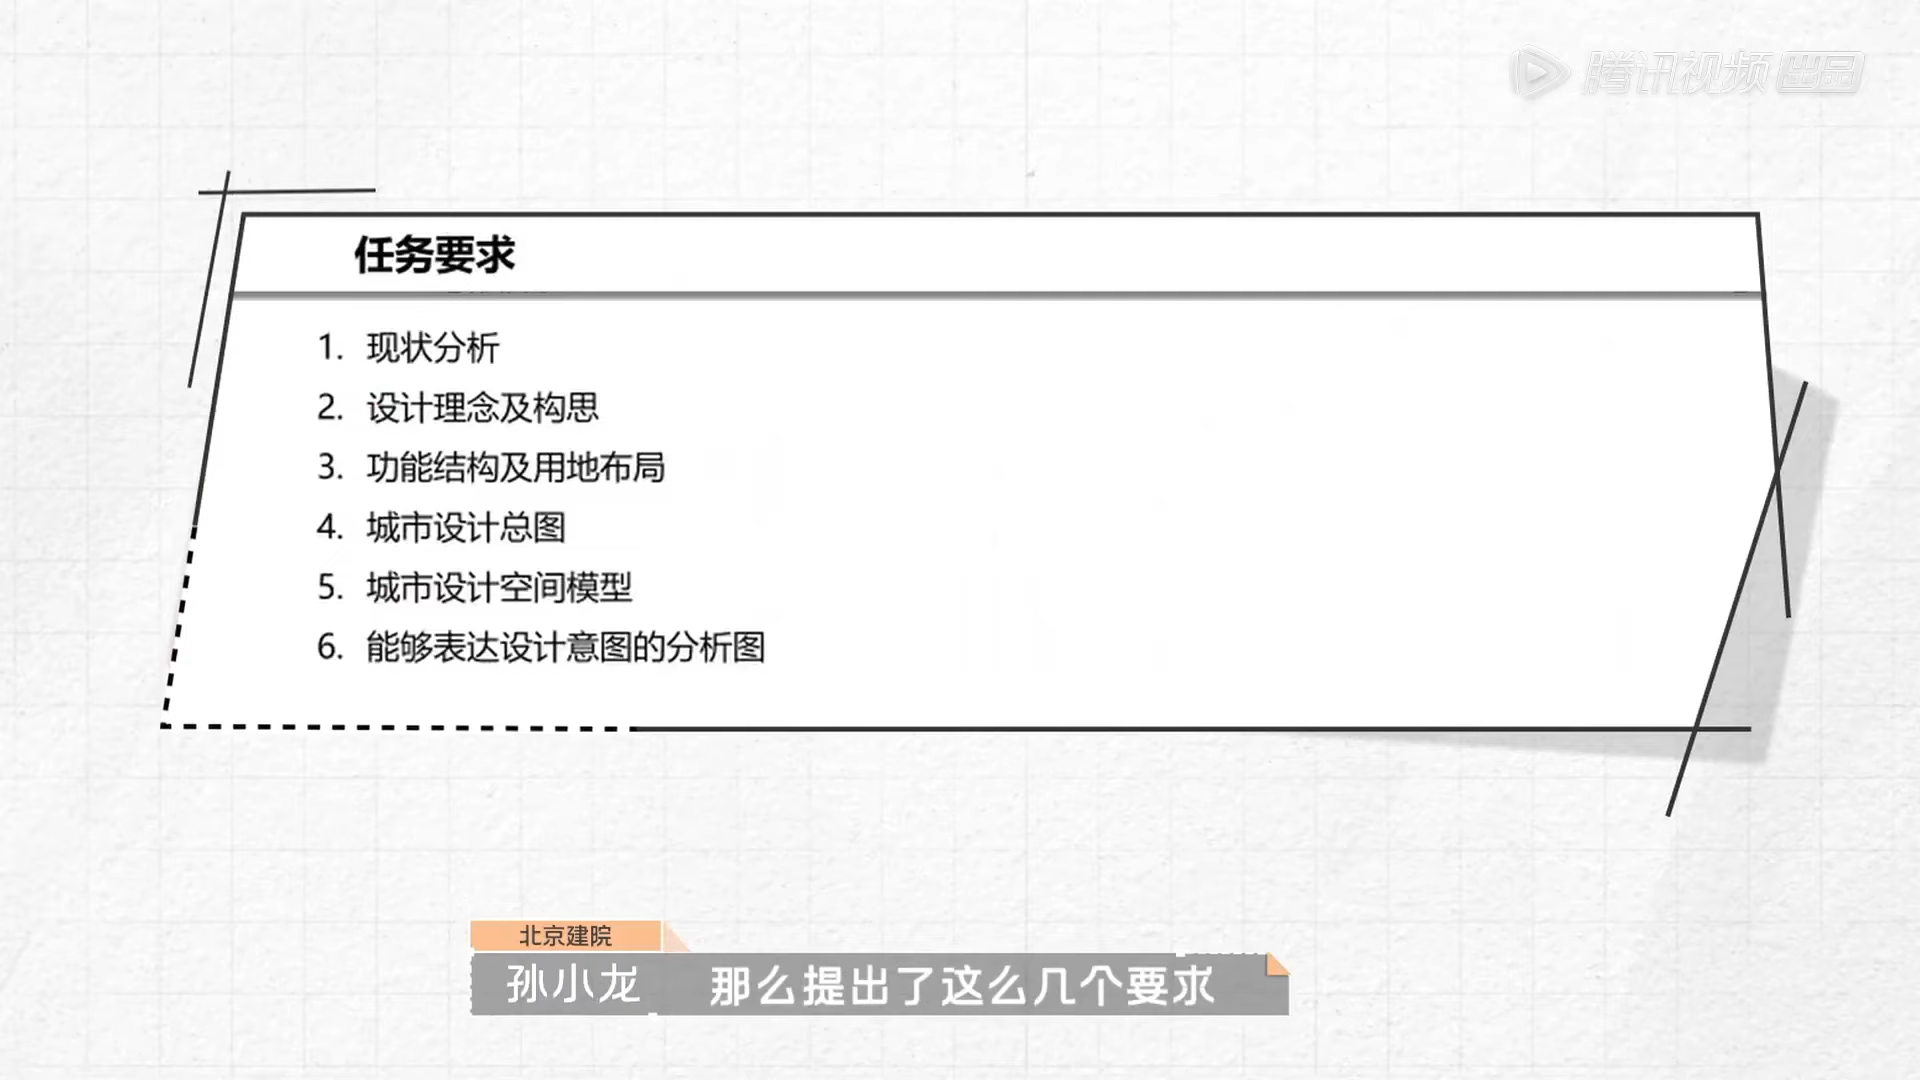 腾讯视频 出品
任务要求
1. 现状分析
2. 设计理念及构思
3. 功能结构及用地布局
4. 城市设计总图
5. 城市设计空间模型
6. 能够表达设计意图的分析图
北京建院
孙小龙 那么提出了这么几个要求